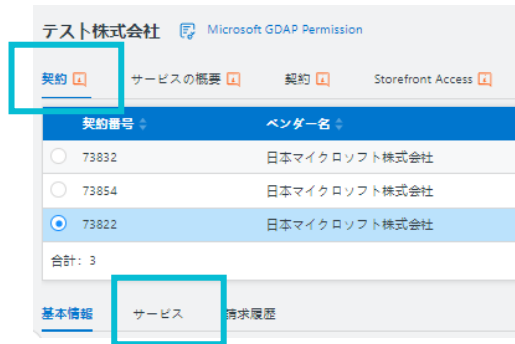 テスト株式会社 Microsoft GDAP Permission
契約 サービスの概要 契約 Storefront Access
契約番号 ベンダー名
73832 日本マイクロソフト株式会社
73854 日本マイクロソフト株式会社
73822 日本マイクロソフト株式会社
合計: 3
基本情報 サービス 請求履歴